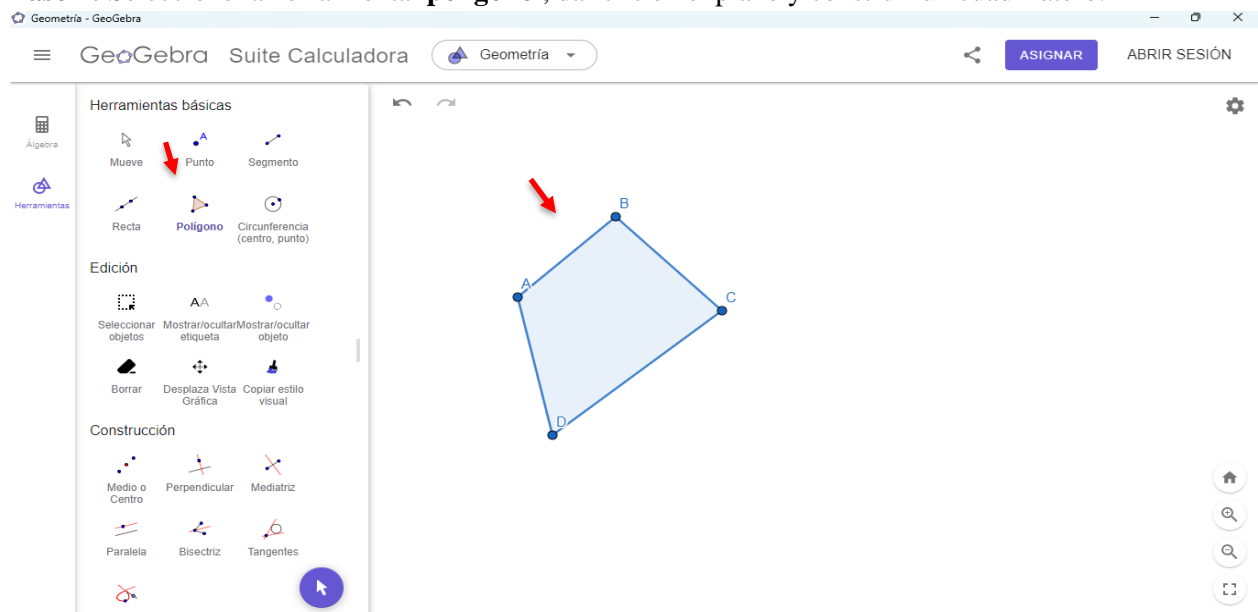 Geometría - GeoGebra
GeoGebra Suite Calculadora Geometría ASIGNAR ABRIR SESIÓN
Álgebra
Herramientas
Herramientas básicas
Mueve Punto Segmento
Recta Polígono Circunferencia
(centro, punto)
Edición
Seleccionar Mostrar/ocultar Mostrar/ocultar
objetos etiqueta objeto
Borrar Desplaza Vista Copiar estilo
Gráfica visual
Construcción
Medio o Perpendicular Mediatriz
Centro
Paralela Bisectriz Tangentes
A
B
C
D